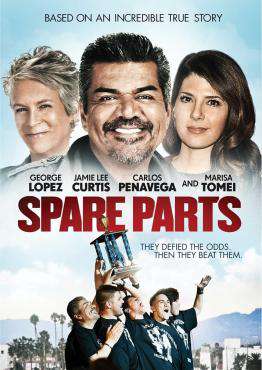 BASED ON AN INCREDIBLE TRUE STORY
GEORGE LOPEZ
JAMIE LEE CURTIS
CARLOS PENAVEGA
AND MARISA TOMEI
SPARE PARTS
THEY DEFIED THE ODDS.
THEN THEY BEAT THEM.